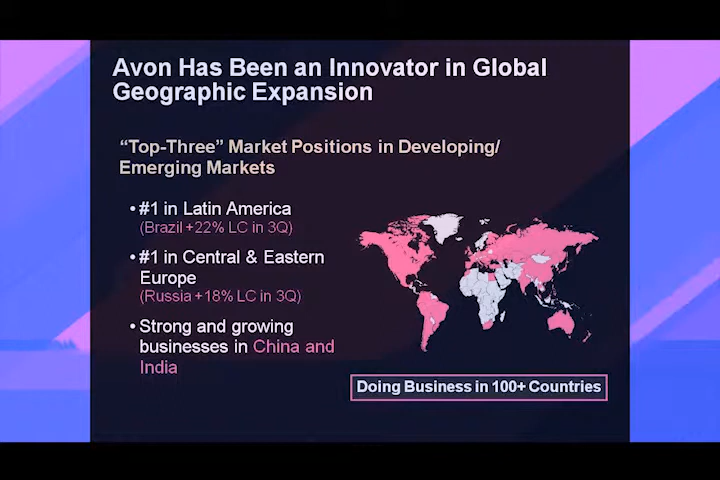 Avon Has Been an Innovator in Global
Geographic Expansion
“Top-Three” Market Positions in Developing/
Emerging Markets
• #1 in Latin America
(Brazil +22% LC in 3Q)
• #1 in Central & Eastern
Europe
(Russia +18% LC in 3Q)
• Strong and growing
businesses in China and
India
Doing Business in 100+ Countries